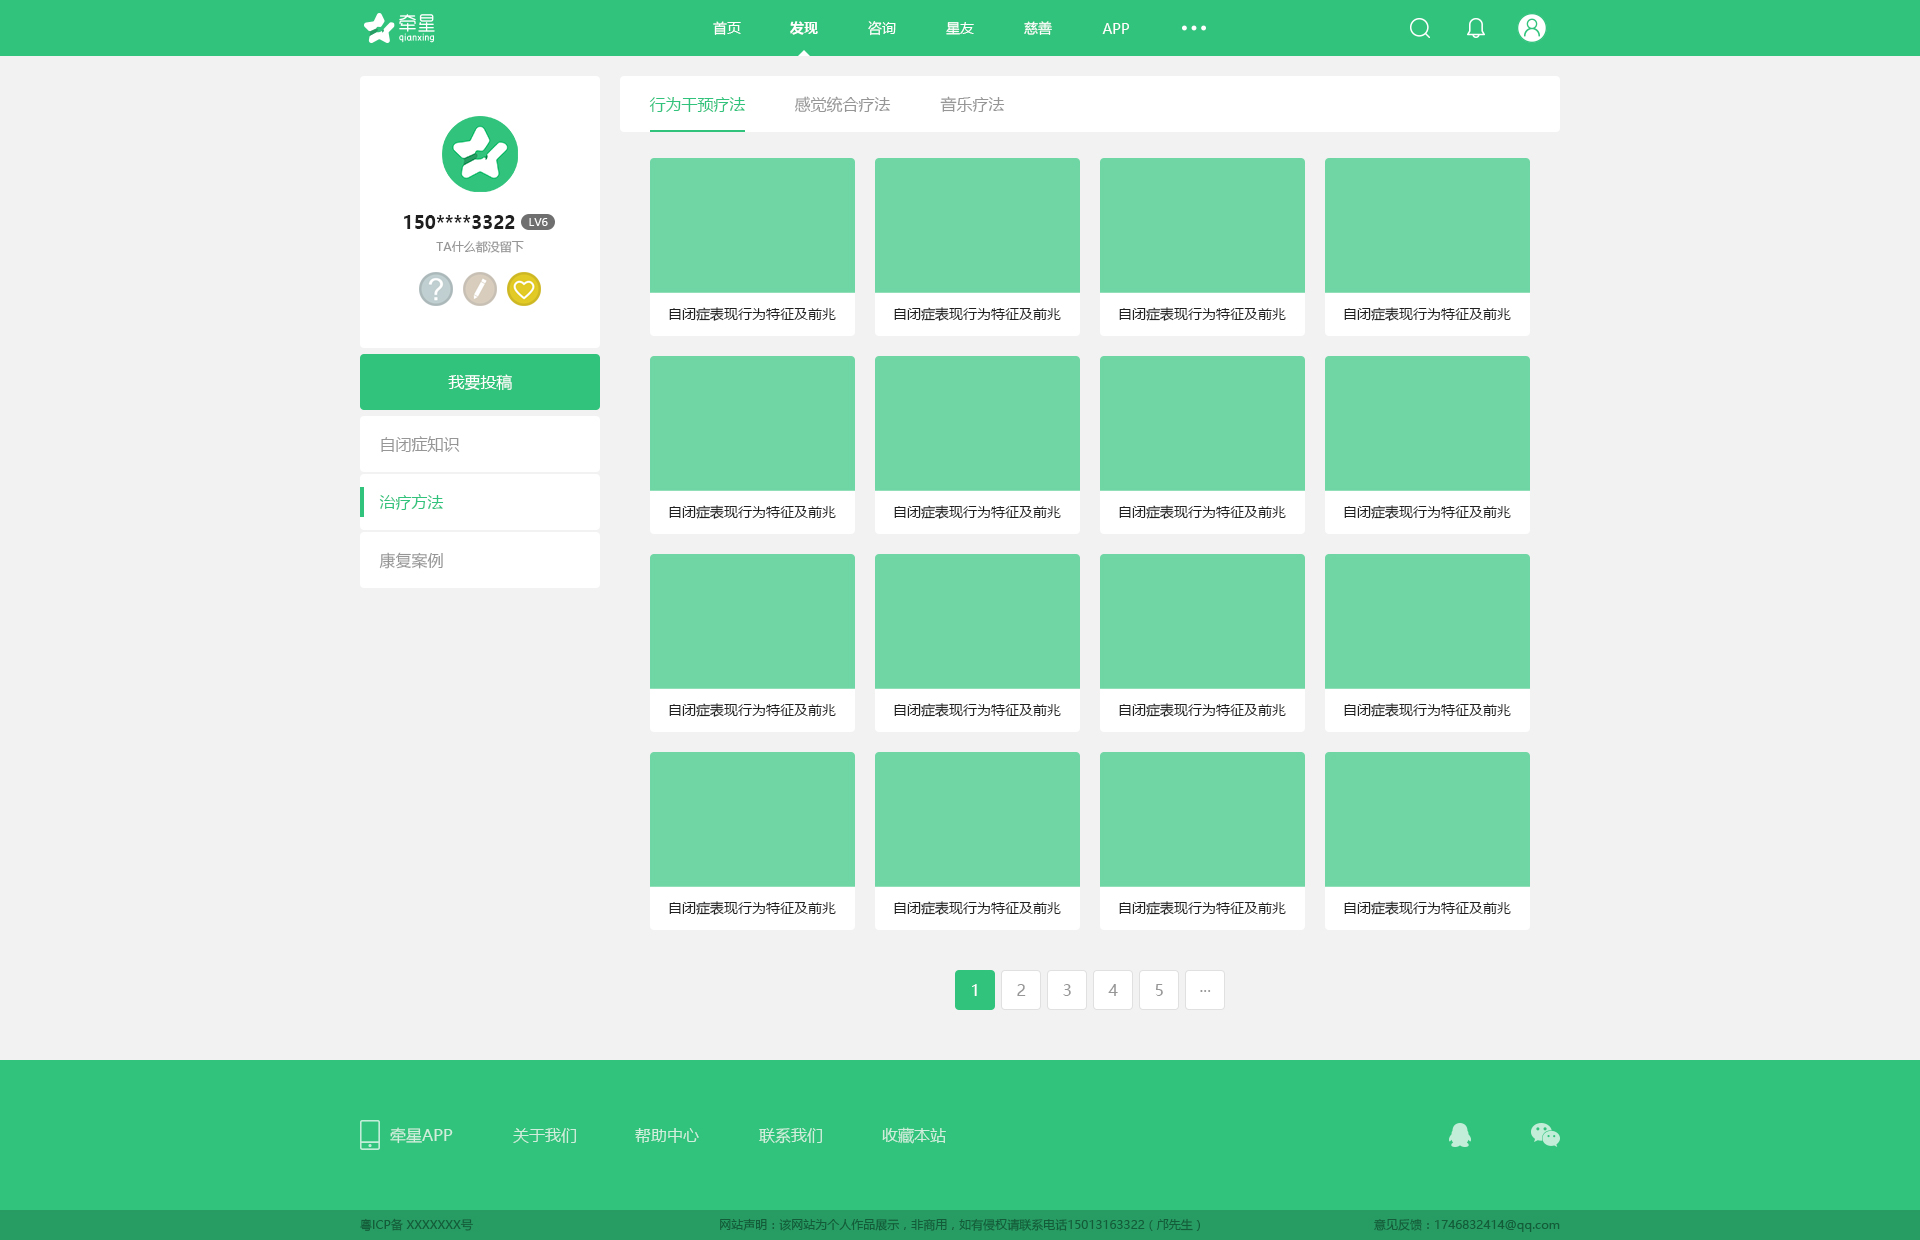 牵星
qianxing
首页 发现 咨询 星友 慈善 APP
行为干预疗法 感觉统合疗法 音乐疗法
150****3322 LV6
TA什么都没留下
我要投稿
自闭症知识
治疗方法
康复案例
自闭症表现行为特征及前兆 自闭症表现行为特征及前兆 自闭症表现行为特征及前兆 自闭症表现行为特征及前兆
自闭症表现行为特征及前兆 自闭症表现行为特征及前兆 自闭症表现行为特征及前兆 自闭症表现行为特征及前兆
自闭症表现行为特征及前兆 自闭症表现行为特征及前兆 自闭症表现行为特征及前兆 自闭症表现行为特征及前兆
自闭症表现行为特征及前兆 自闭症表现行为特征及前兆 自闭症表现行为特征及前兆 自闭症表现行为特征及前兆
1 2 3 4 5 ···
牵星APP 关于我们 帮助中心 联系我们 收藏本站
粤ICP备 XXXXXXX号 网站声明：该网站为个人作品展示，非商用，如有侵权请联系电话15013163322（邝先生） 意见反馈：1746832414@qq.com